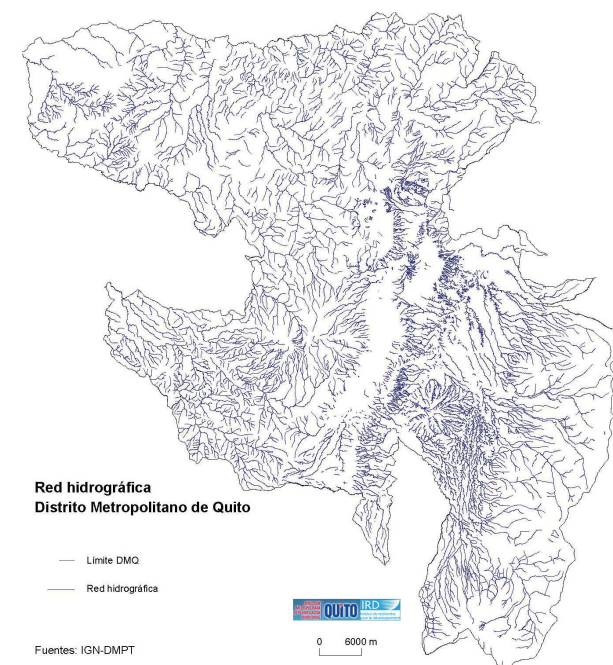 Red hidrográfica
Distrito Metropolitano de Quito
Límite DMQ
Red hidrográfica
QUITO
IRD
0 6000 m
Fuentes: IGN-DMPT